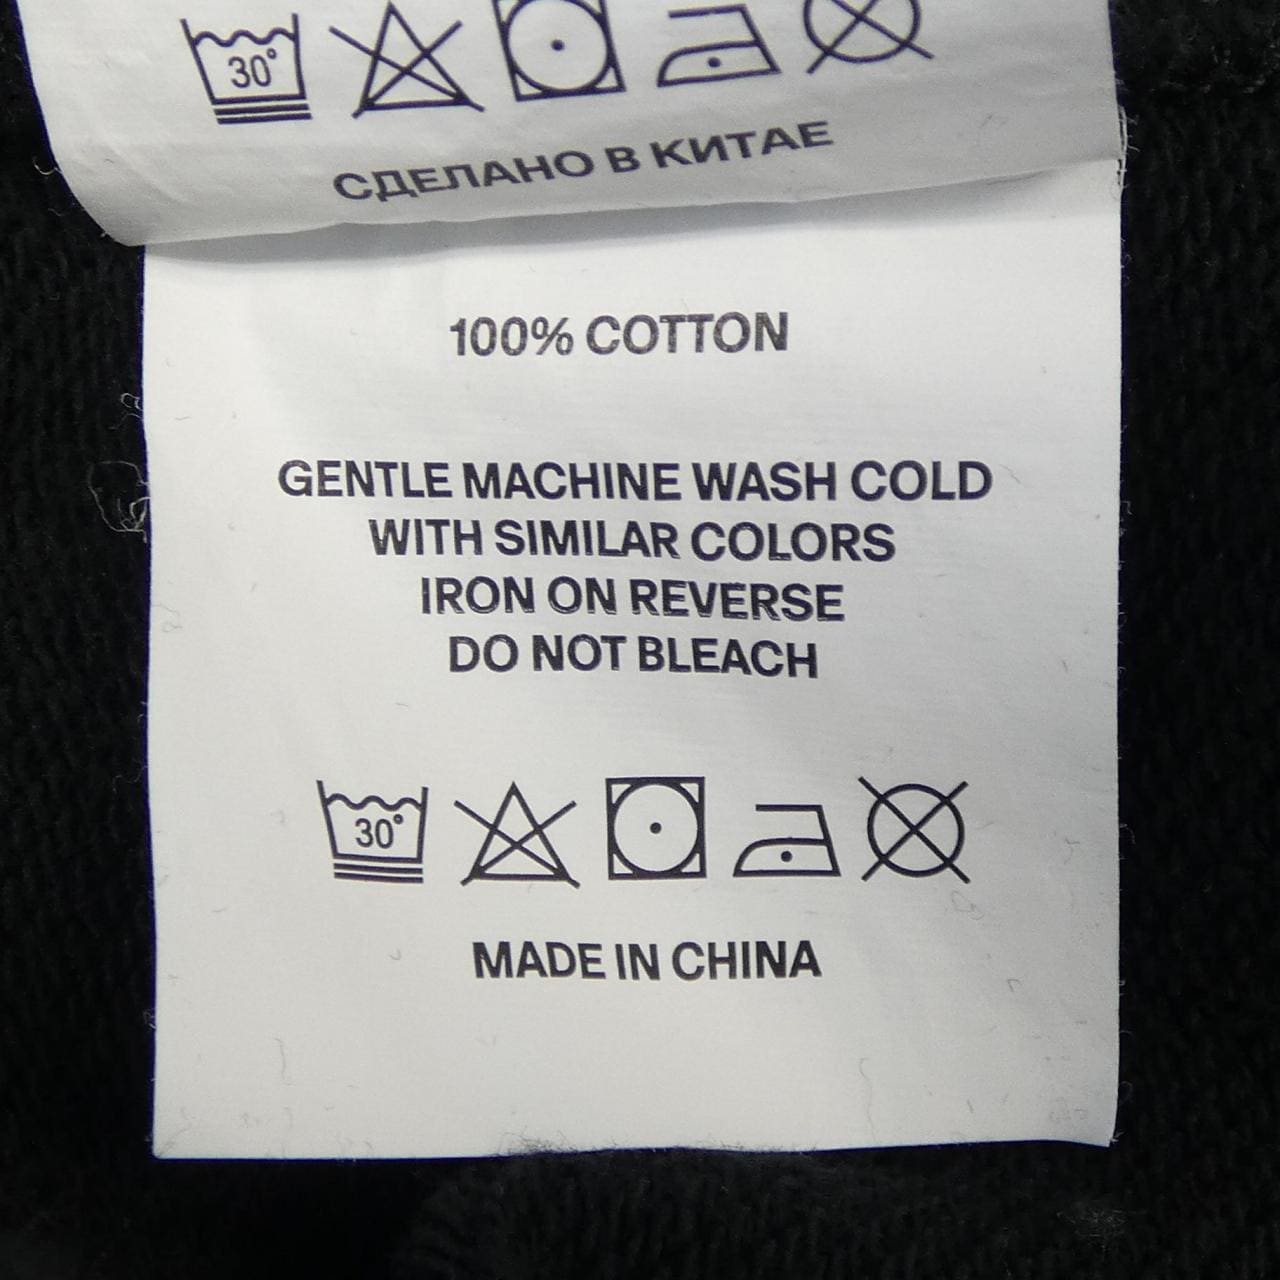 30°
СДЕЛАНО В КИТАЕ
100% COTTON
GENTLE MACHINE WASH COLD
WITH SIMILAR COLORS
IRON ON REVERSE
DO NOT BLEACH
30°
MADE IN CHINA